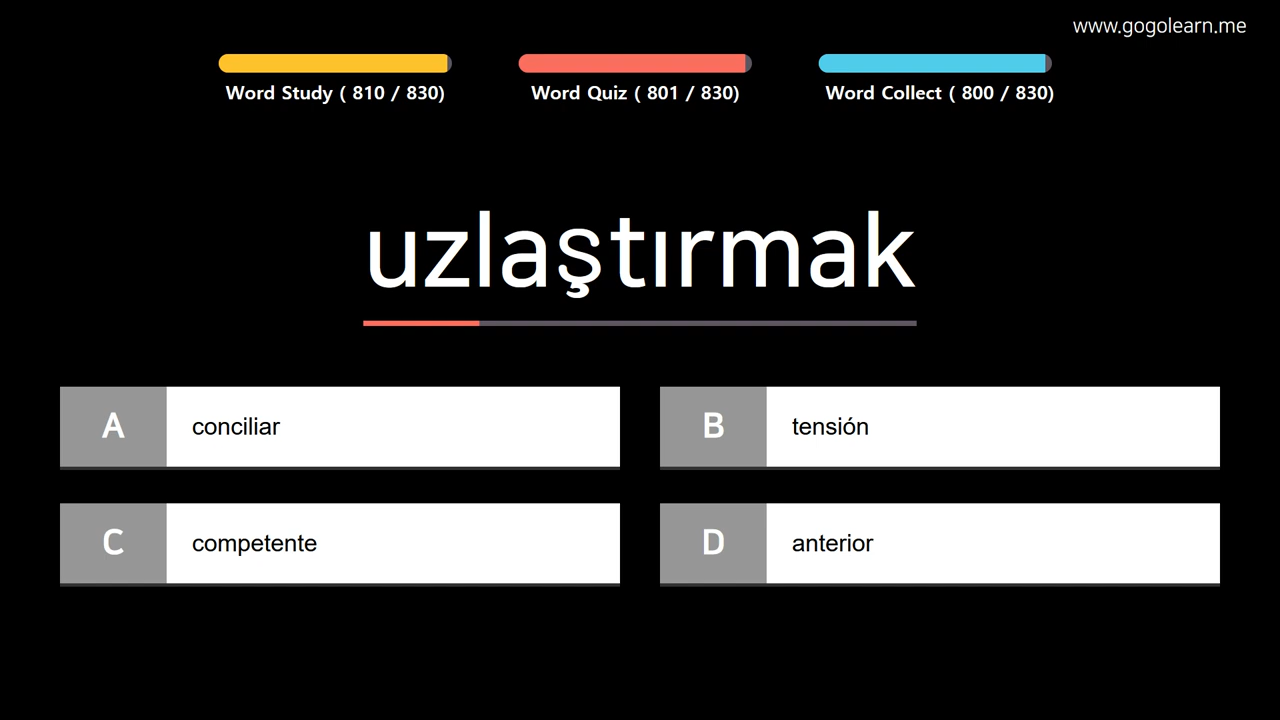 www.gogolearn.me
Word Study ( 810 / 830)
Word Quiz ( 801 / 830)
Word Collect ( 800 / 830)
uzlaştırmak
A conciliar
B tensión
C competente
D anterior